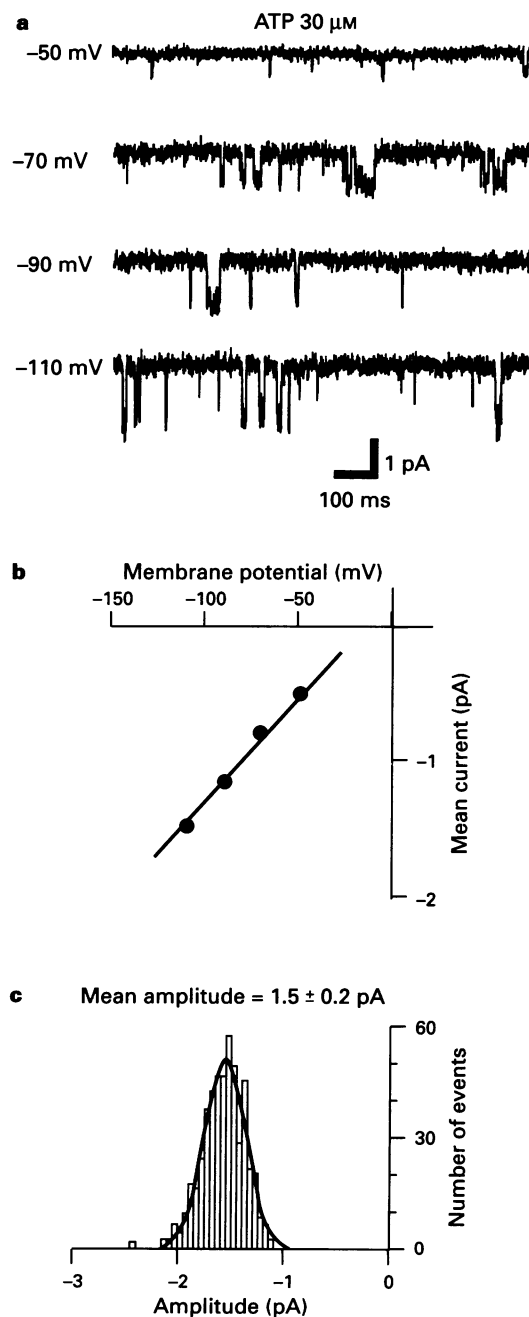 a
ATP 30 µM
–50 mV
–70 mV
–90 mV
–110 mV
1 pA
100 ms
b
Membrane potential (mV)
–150 –100 –50
Mean current (pA)
–1
–2
c
Mean amplitude = 1.5 ± 0.2 pA
60
30
0
Number of events
–3 –2 –1 0
Amplitude (pA)